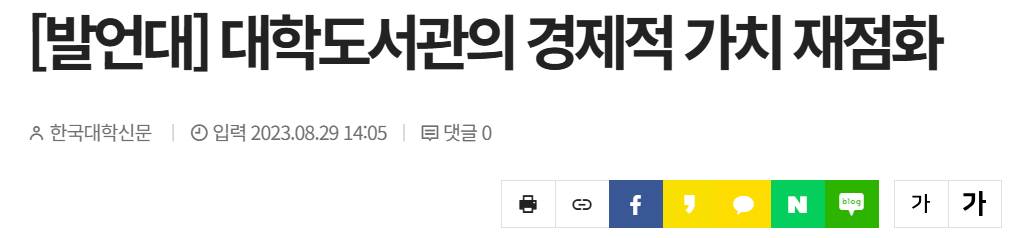 [발언대] 대학도서관의 경제적 가치 재점화
한국대학신문 입력 2023.08.29 14:05 댓글 0
f N blog 가 가